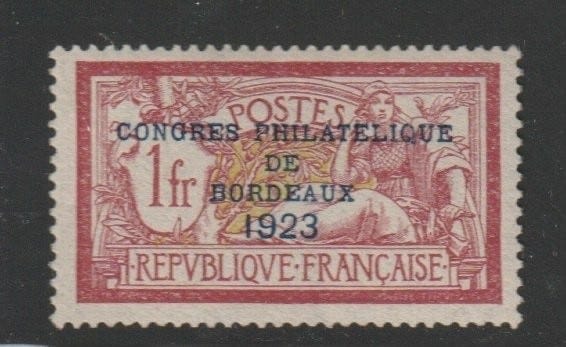 POSTES
CONGRES PHILATELIQUE
DE
1fr
BORDEAUX
1923
REPVBLIQVE·FRANÇAISE·